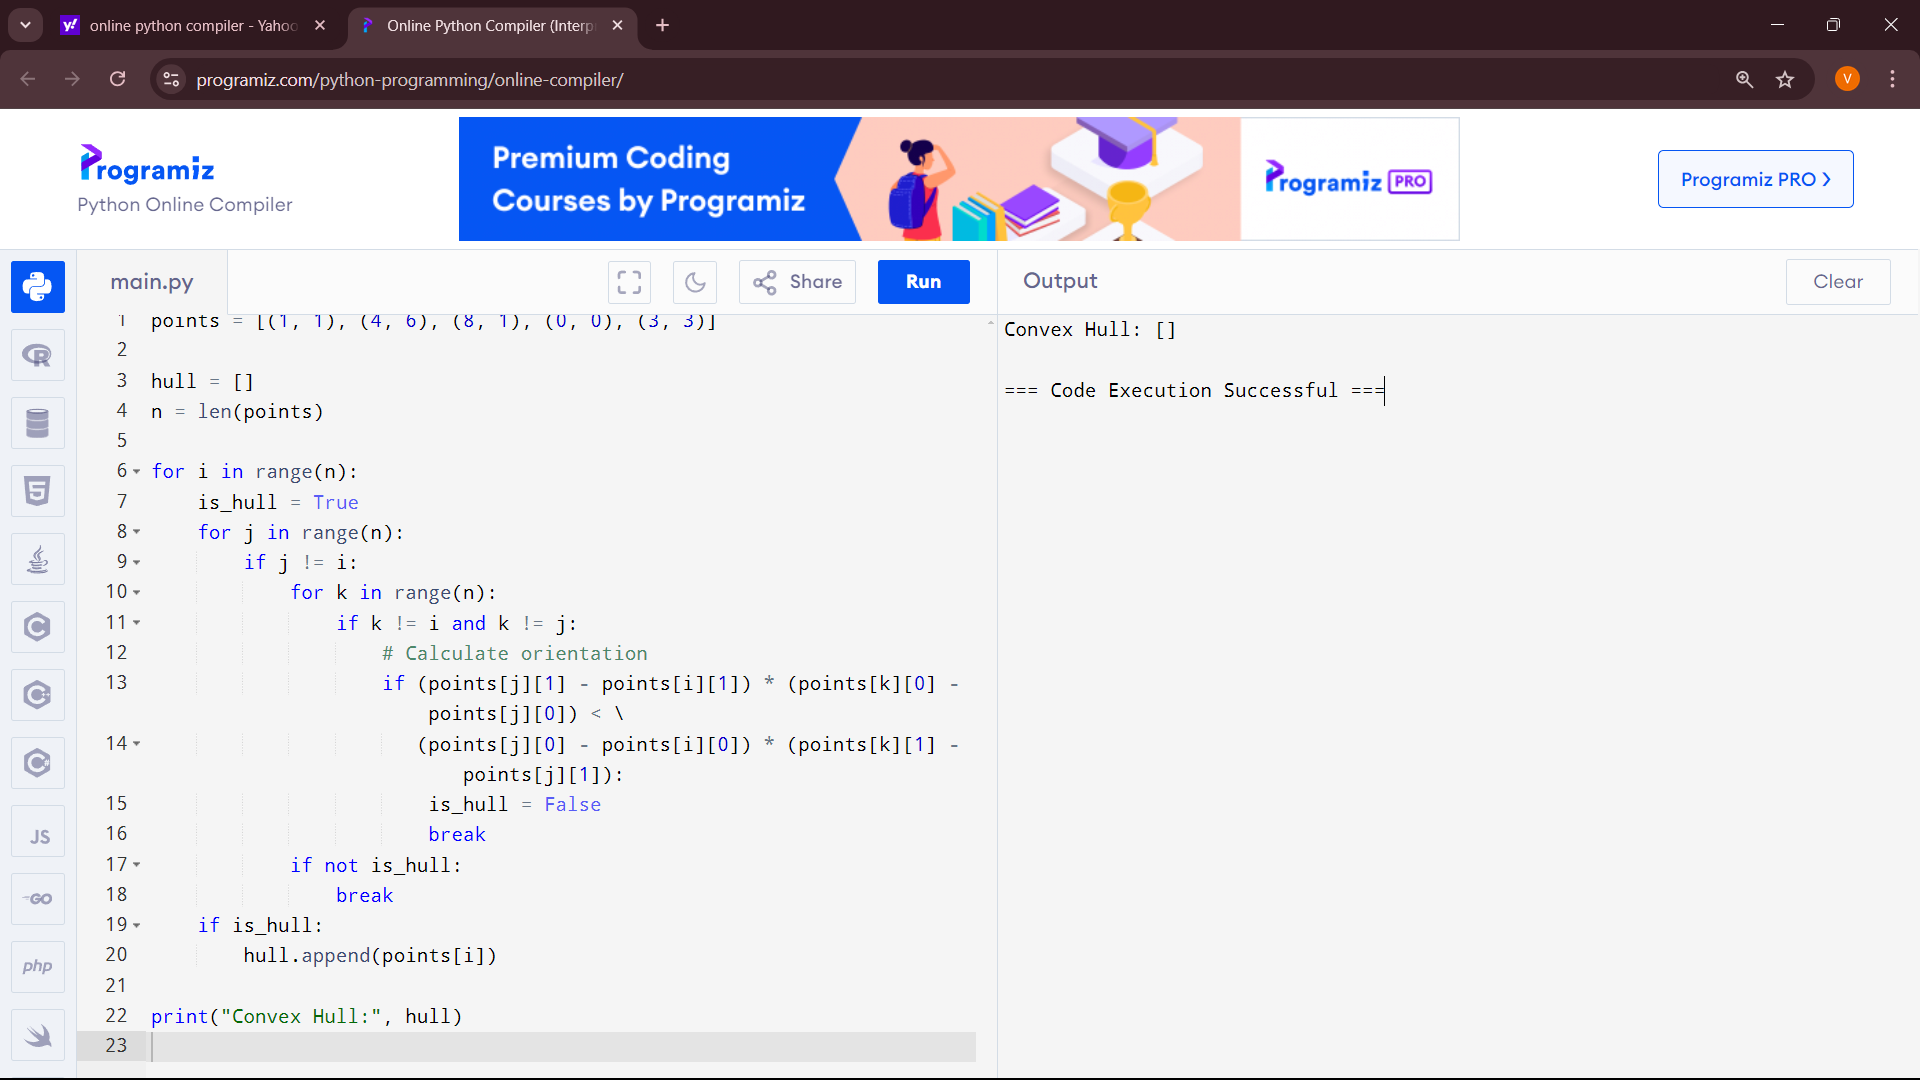 online python compiler - Yahoo
Online Python Compiler (Interp
programiz.com/python-programming/online-compiler/
V
Programiz
Python Online Compiler
Premium Coding
Courses by Programiz
Programiz PRO
Programiz PRO ›
main.py
Share
Run
Output
Clear
1 points = [(1, 1), (4, 6), (8, 1), (0, 0), (3, 3)]
2
3 hull = []
4 n = len(points)
5
6 for i in range(n):
7 is_hull = True
8 for j in range(n):
9 if j != i:
10 for k in range(n):
11 if k != i and k != j:
12 # Calculate orientation
13 if (points[j][1] - points[i][1]) * (points[k][0] -
points[j][0]) < \
14 (points[j][0] - points[i][0]) * (points[k][1] -
points[j][1]):
15 is_hull = False
16 break
17 if not is_hull:
18 break
19 if is_hull:
20 hull.append(points[i])
21
22 print("Convex Hull:", hull)
23
Convex Hull: []
=== Code Execution Successful ===
R
5
C
C++
C#
JS
GO
php